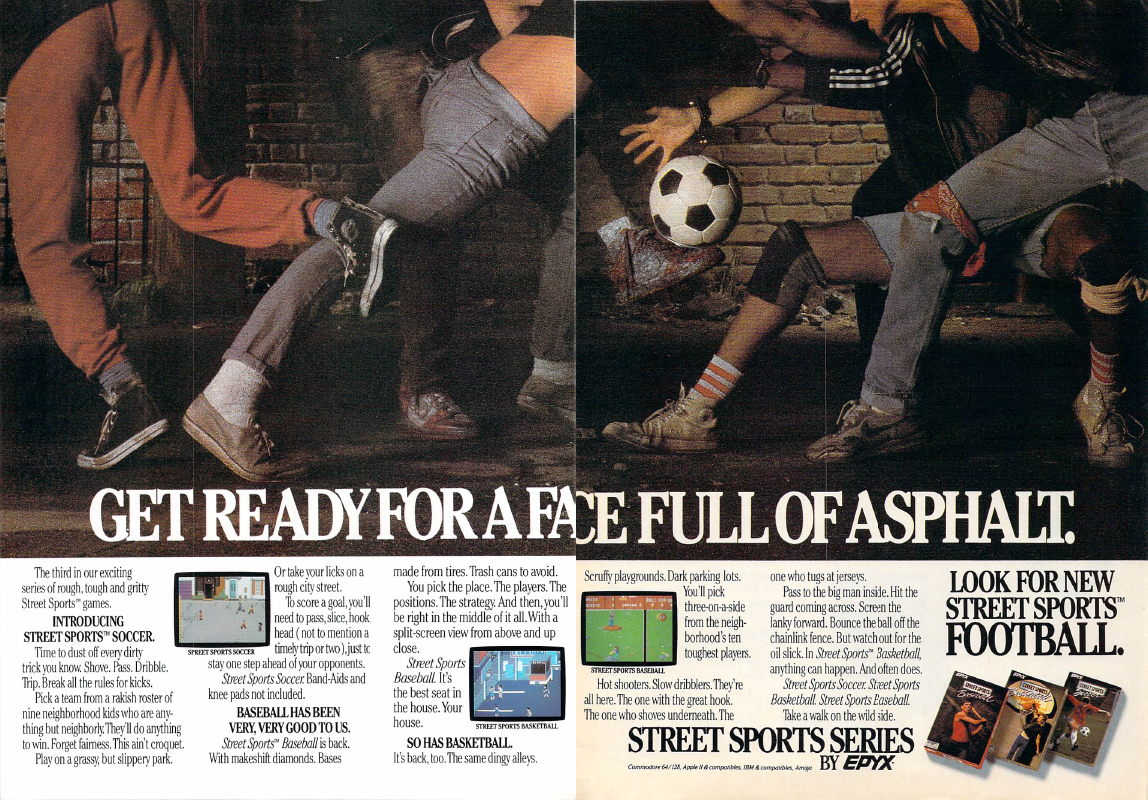 GET READY FOR A FACE FULL OF ASPHALT.
The third in our exciting
series of rough, tough and gritty
Street Sports™ games.
INTRODUCING
STREET SPORTS™ SOCCER.
Time to dust off every dirty
trick you know. Shove. Pass. Dribble.
Trip. Break all the rules for kicks.
Pick a team from a rakish roster of
nine neighborhood kids who are any-
thing but neighborly. They'll do anything
to win. Forget fairness. This ain't croquet.
Play on a grassy, but slippery park.
STREET SPORTS SOCCER
Or take your licks on a
rough city street.
To score a goal, you'll
need to pass, slice, hook,
head ( not to mention a
timely trip or two ), just to
stay one step ahead of your opponents.
Street Sports Soccer. Band-Aids and
knee pads not included.
BASEBALL HAS BEEN
VERY, VERY GOOD TO US.
Street Sports™ Baseball is back.
With makeshift diamonds. Bases
made from tires. Trash cans to avoid.
You pick the place. The players. The
positions. The strategy. And then, you'll
be right in the middle of it all. With a
split-screen view from above and up
close.
Street Sports
Baseball. It's
the best seat in
the house. Your
house.
STREET SPORTS BASKETBALL
SO HAS BASKETBALL.
It's back, too. The same dingy alleys.
Scruffy playgrounds. Dark parking lots.
You'll pick
three-on-a-side
from the neigh-
borhood's ten
toughest players.
STREET SPORTS BASEBALL
Hot shooters. Slow dribblers. They're
all here. The one with the great hook.
The one who shoves underneath. The
one who tugs at jerseys.
Pass to the big man inside. Hit the
guard coming across. Screen the
lanky forward. Bounce the ball off the
chainlink fence. But watch out for the
oil slick. In Street Sports™ Basketball,
anything can happen. And often does.
Street Sports Soccer. Street Sports
Basketball. Street Sports Baseball.
Take a walk on the wild side.
LOOK FOR NEW
STREET SPORTS™
FOOTBALL.
STREET SPORTS SERIES
Commodore 64/128, Apple II & compatibles, IBM & compatibles, Amiga
BY EPYX